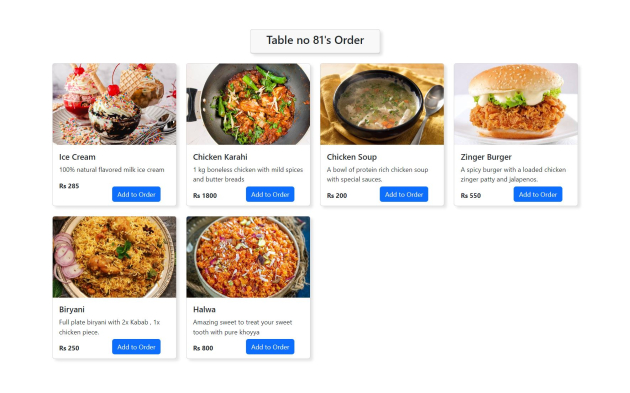 Table no 81's Order
Ice Cream
100% natural flavored milk ice cream
Rs 285
Add to Order
Chicken Karahi
1 kg boneless chicken with mild spices
and butter breads
Rs 1800
Add to Order
Chicken Soup
A bowl of protein rich chicken soup
with special sauces.
Rs 200
Add to Order
Zinger Burger
A spicy burger with a loaded chicken
zinger patty and jalapenos.
Rs 550
Add to Order
Biryani
Full plate biryani with 2x Kabab , 1x
chicken piece.
Rs 250
Add to Order
Halwa
Amazing sweet to treat your sweet
tooth with pure khoyya
Rs 800
Add to Order